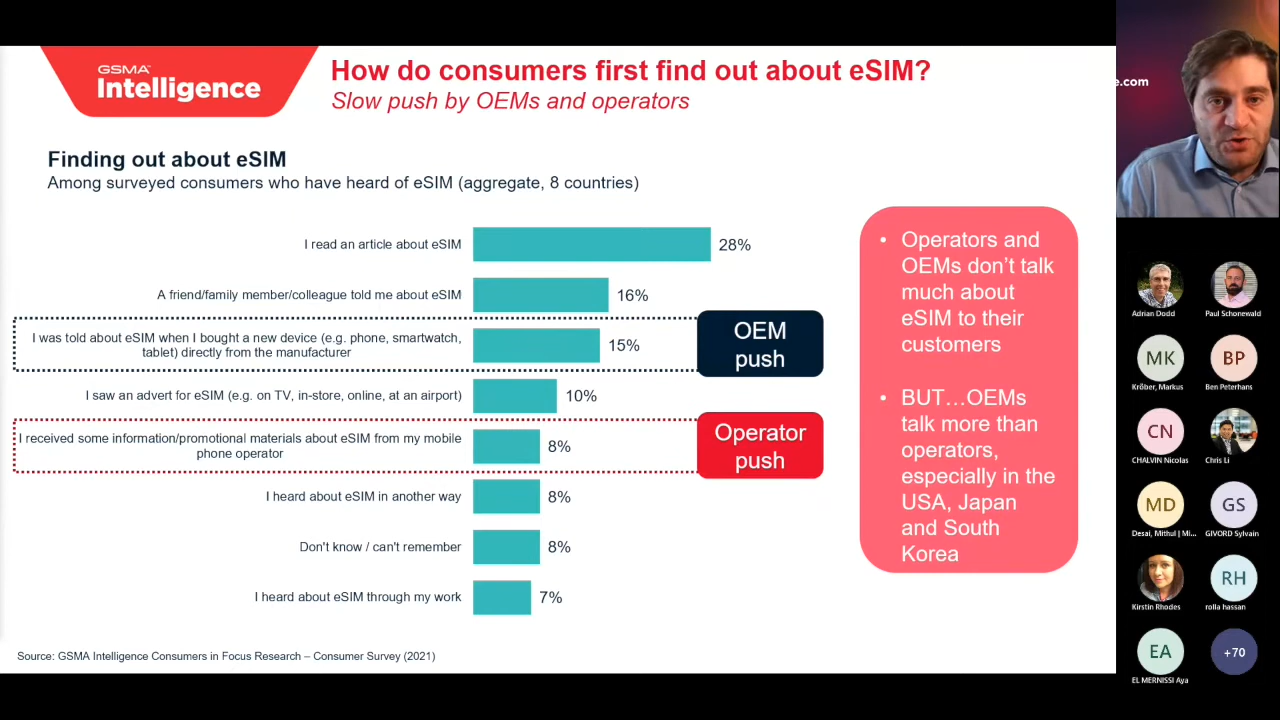 GSMA™
Intelligence
How do consumers first find out about eSIM?
Slow push by OEMs and operators
Finding out about eSIM
Among surveyed consumers who have heard of eSIM (aggregate, 8 countries)
I read an article about eSIM
28%
A friend/family member/colleague told me about eSIM
16%
I was told about eSIM when I bought a new device (e.g. phone, smartwatch,
tablet) directly from the manufacturer
15%
OEM
push
I saw an advert for eSIM (e.g. on TV, in-store, online, at an airport)
10%
I received some information/promotional materials about eSIM from my mobile
phone operator
8%
Operator
push
I heard about eSIM in another way
8%
Don't know / can't remember
8%
I heard about eSIM through my work
7%
• Operators and
OEMs don’t talk
much about
eSIM to their
customers
• BUT…OEMs
talk more than
operators,
especially in the
USA, Japan
and South
Korea
Source: GSMA Intelligence Consumers in Focus Research – Consumer Survey (2021)
e.com
Adrian Dodd
Paul Schonewald
MK
BP
Kröber, Markus
Ben Peterhans
CN
CHALVIN Nicolas
Chris Li
MD
GS
Desai, Mithul | Mi...
GIVORD Sylvain
RH
Kirstin Rhodes
rolla hassan
EA
+70
EL MERNISSI Aya